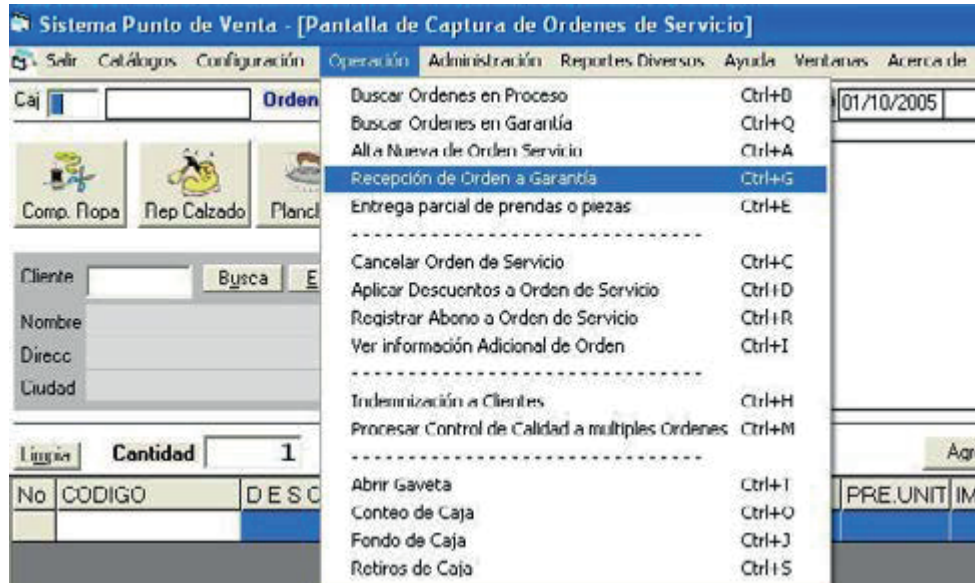 Sistema Punto de Venta - [Pantalla de Captura de Ordenes de Servicio]
Salir Catálogos Configuración Operación Administración Reportes Diversos Ayuda Ventanas Acerca de
Caj Orden 01/10/2005
Buscar Ordenes en Proceso Ctrl+B
Buscar Ordenes en Garantía Ctrl+Q
Alta Nueva de Orden Servicio Ctrl+A
Recepción de Orden a Garantía Ctrl+G
Entrega parcial de prendas o piezas Ctrl+E
Cancelar Orden de Servicio Ctrl+C
Aplicar Descuentos a Orden de Servicio Ctrl+D
Registrar Abono a Orden de Servicio Ctrl+R
Ver información Adicional de Orden Ctrl+I
Indemnización a Clientes Ctrl+H
Procesar Control de Calidad a multiples Ordenes Ctrl+M
Abrir Gaveta Ctrl+T
Conteo de Caja Ctrl+O
Fondo de Caja Ctrl+J
Retiros de Caja Ctrl+S
Comp. Ropa Rep Calzado Planch
Cliente Busca E
Nombre
Direcc
Ciudad
Limpia Cantidad 1 Agr
No CODIGO DESC PRE.UNIT IM